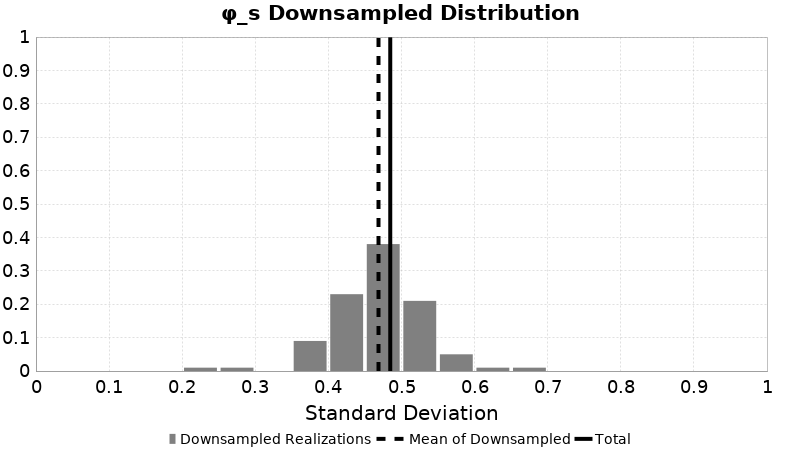 φ_s Downsampled Distribution
1
0.9
0.8
0.7
0.6
0.5
0.4
0.3
0.2
0.1
0
0 0.1 0.2 0.3 0.4 0.5 0.6 0.7 0.8 0.9 1
Standard Deviation
Downsampled Realizations Mean of Downsampled Total